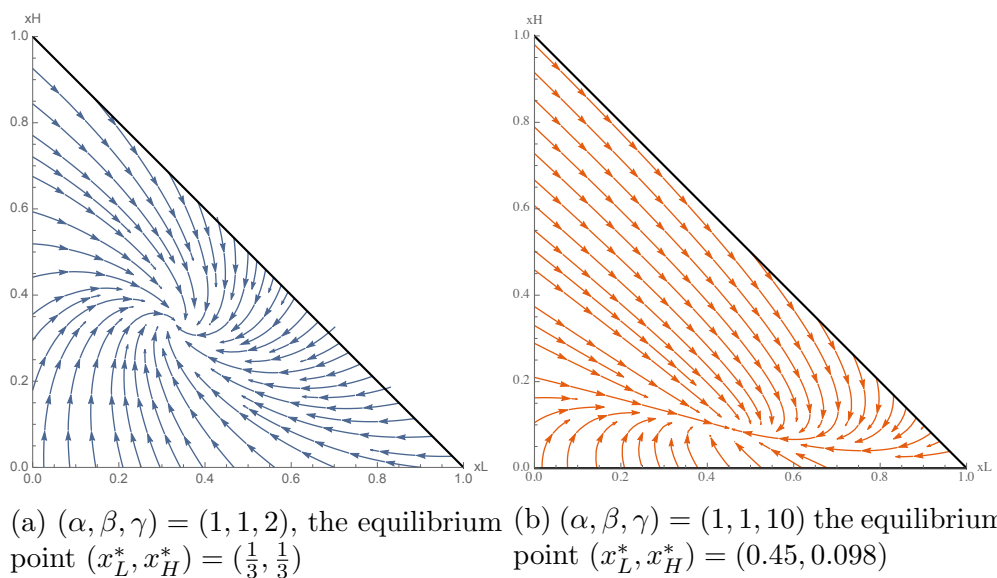 xH
1.0
0.8
0.6
0.4
0.2
0.0
0.0 0.2 0.4 0.6 0.8 1.0
xL
(a) (α, β, γ) = (1, 1, 2), the equilibrium
point (x*_L, x*_H) = (1/3, 1/3)
xH
1.0
0.8
0.6
0.4
0.2
0.0
0.0 0.2 0.4 0.6 0.8 1.0
xL
(b) (α, β, γ) = (1, 1, 10) the equilibrium
point (x*_L, x*_H) = (0.45, 0.098)